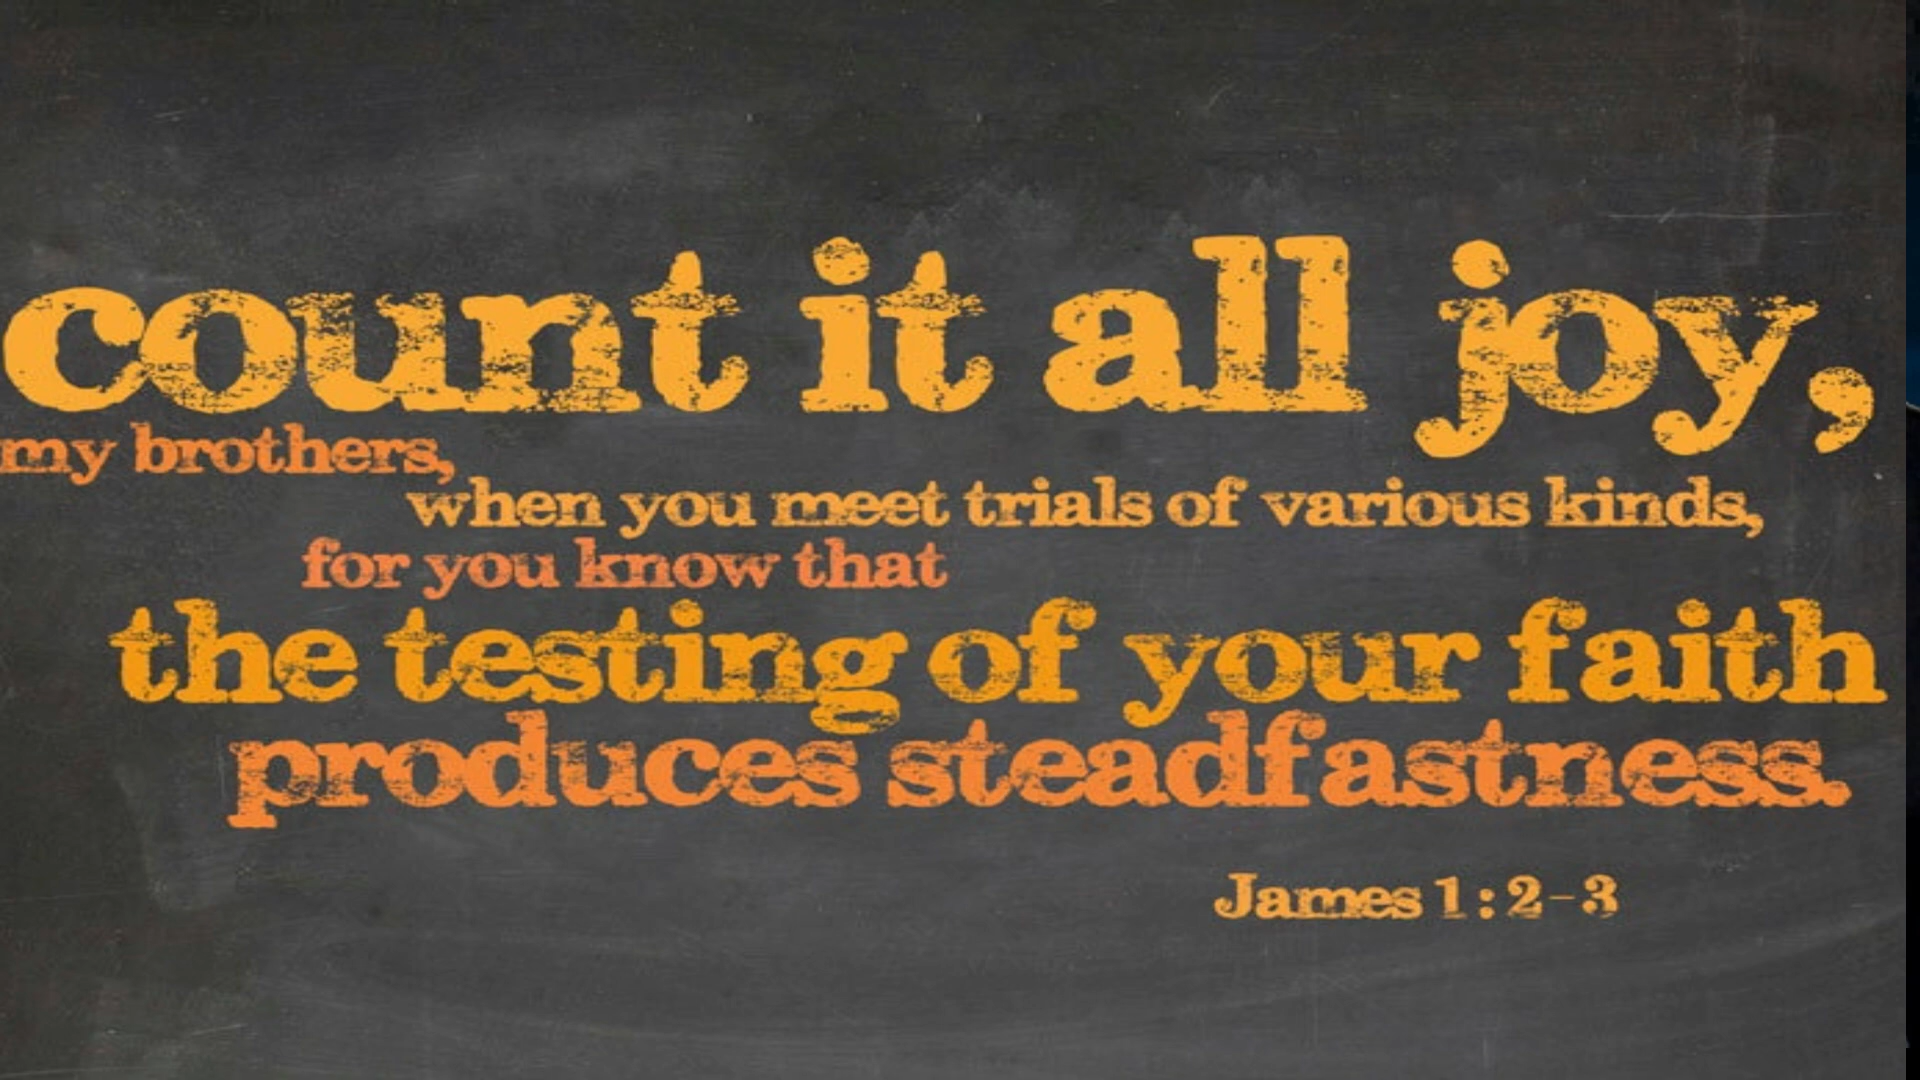 count it all joy,
my brothers,
when you meet trials of various kinds,
for you know that
the testing of your faith
produces steadfastness.
James 1:2-3